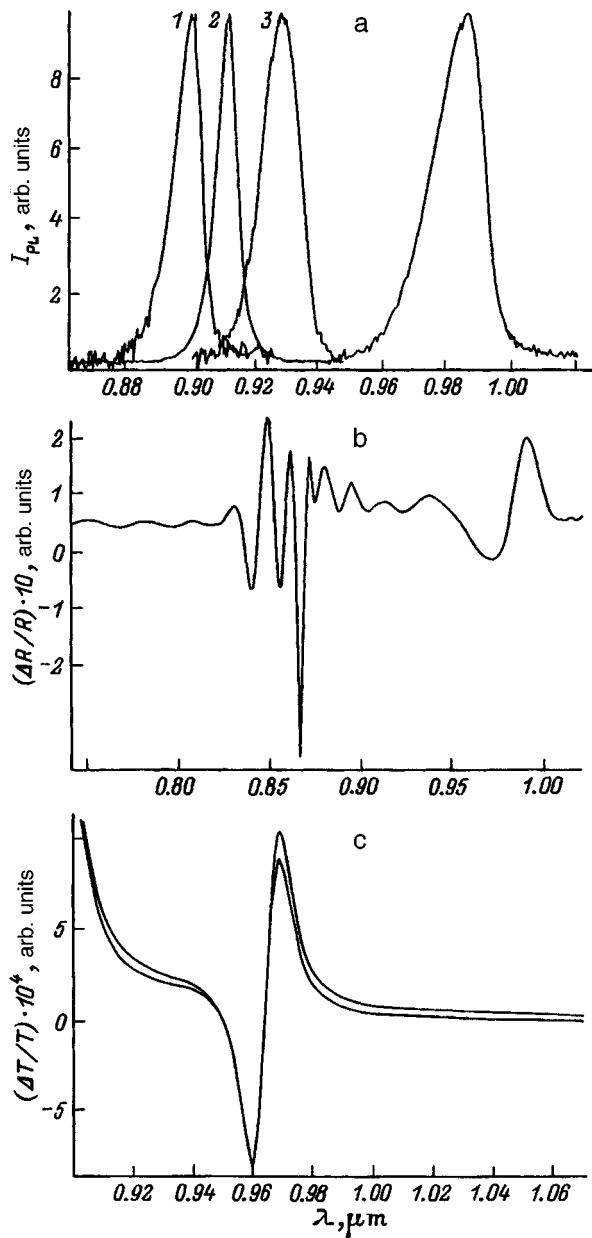 1 2 3 a
8
6
4
2
I_PL, arb. units
0.88 0.90 0.92 0.94 0.96 0.98 1.00
b
2
1
0
-1
-2
(ΔR/R)·10, arb. units
0.80 0.85 0.90 0.95 1.00
c
5
0
-5
(ΔT/T)·10⁴, arb. units
0.92 0.94 0.96 0.98 1.00 1.02 1.04 1.06
λ, μm